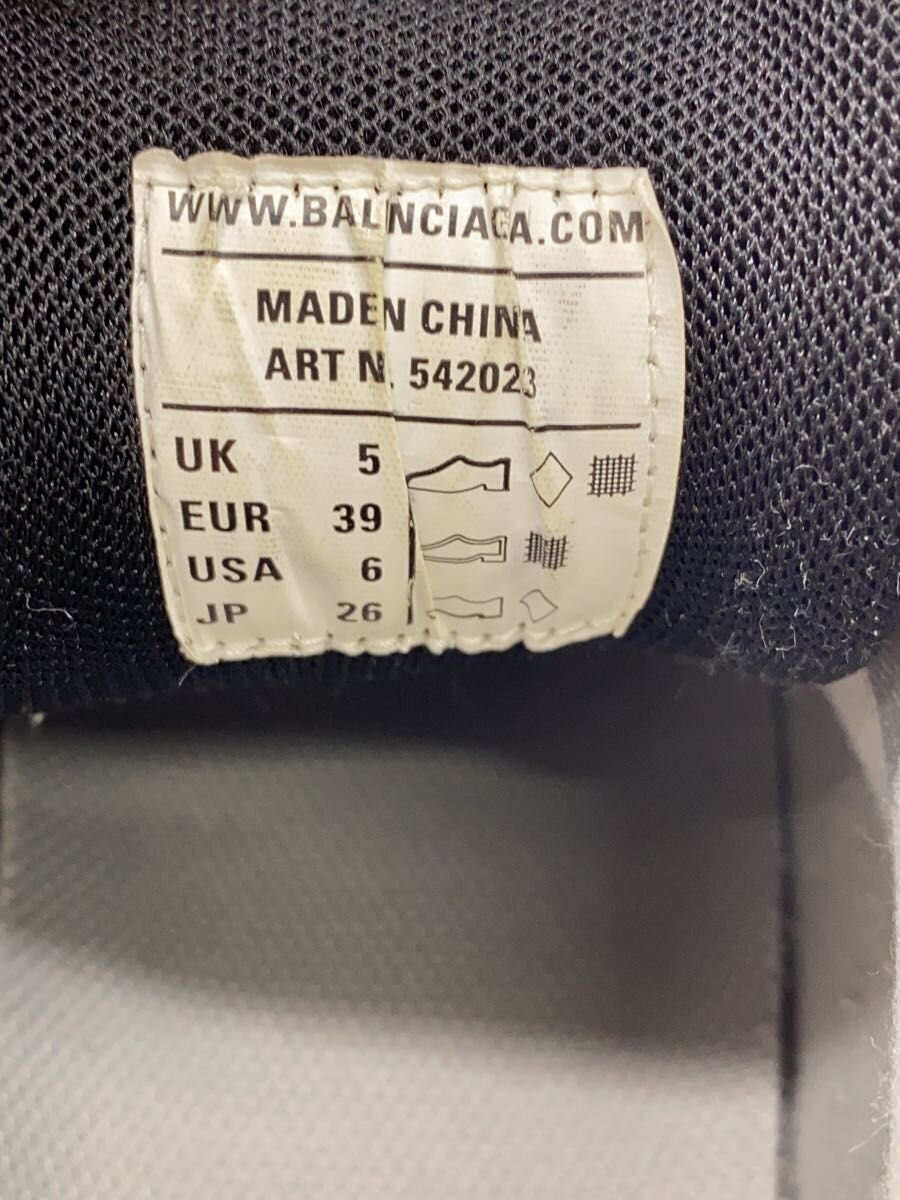 WWW.BALNCIAGA.COM
MADEN CHINA
ART N. 542023
UK 5
EUR 39
USA 6
JP 26